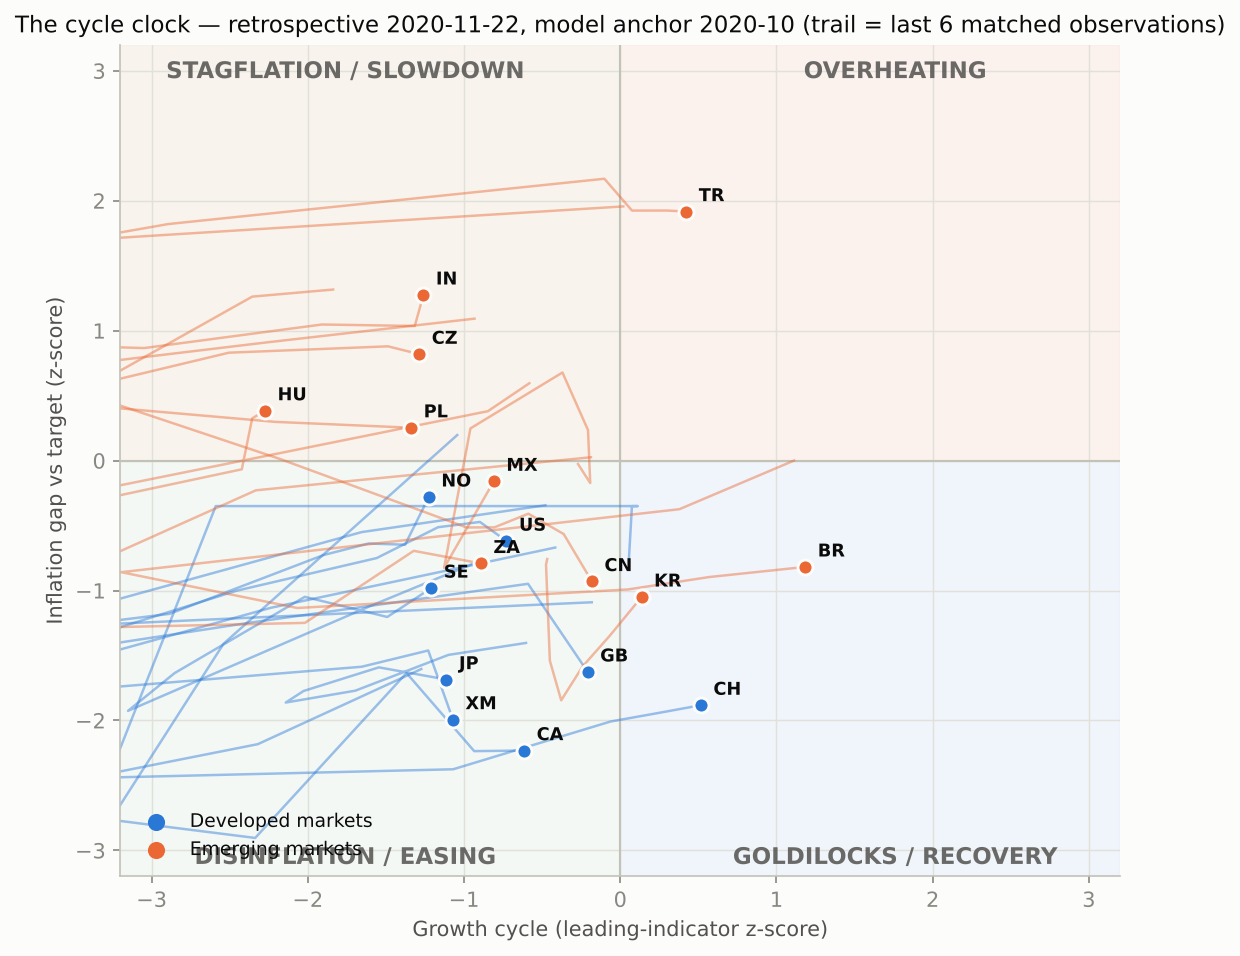 The cycle clock — retrospective 2020-11-22, model anchor 2020-10 (trail = last 6 matched observations)
STAGFLATION / SLOWDOWN
OVERHEATING
3
2
1
0
−1
−2
−3
Inflation gap vs target (z-score)
TR
IN
CZ
HU
PL
MX
NO
US
ZA
BR
CN
SE
KR
GB
JP
CH
XM
CA
Developed markets
Emerging markets
DISINFLATION / EASING
GOLDILOCKS / RECOVERY
−3
−2
−1
0
1
2
3
Growth cycle (leading-indicator z-score)